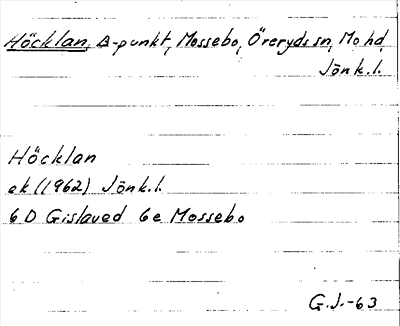 Höcklan, Δ-punkt, Mossebo, Öreryds sn, Mo hd,
Jönk.l.
Höcklan
ek (1962) Jönk.l.
6 D Gislaved 6e Mossebo
G.J.-63